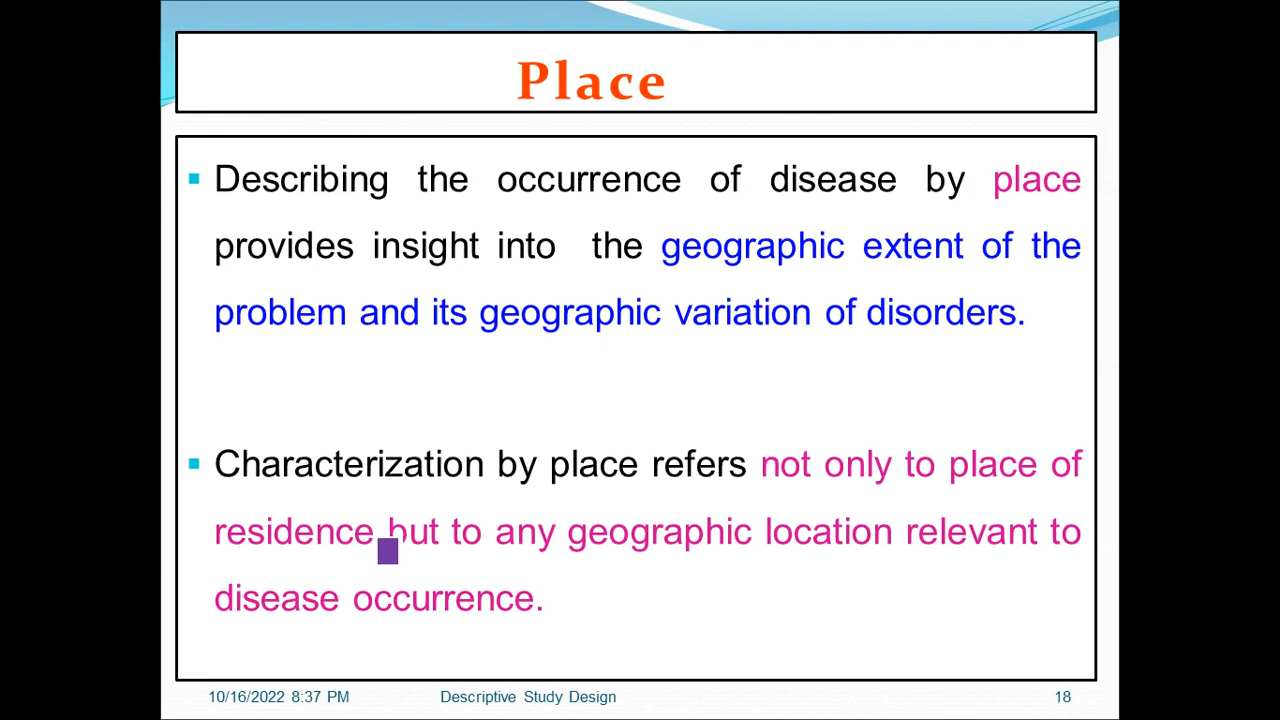 Place
Describing the occurrence of disease by place
provides insight into the geographic extent of the
problem and its geographic variation of disorders.
Characterization by place refers not only to place of
residence but to any geographic location relevant to
disease occurrence.
10/16/2022 8:37 PM
Descriptive Study Design
18